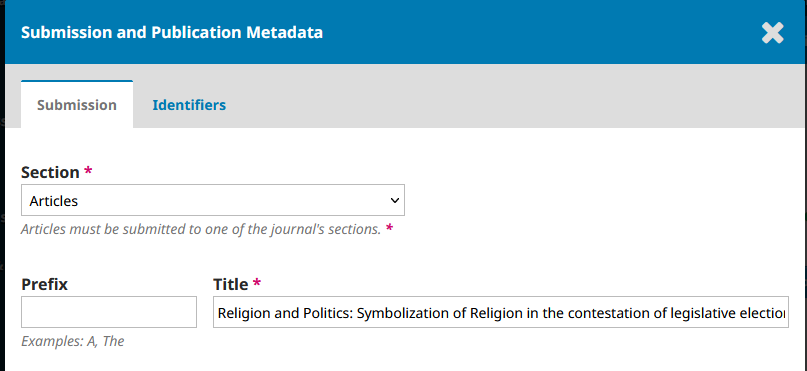 Submission and Publication Metadata
Submission Identifiers
Section *
Articles
Articles must be submitted to one of the journal's sections. *
Prefix Title *
Religion and Politics: Symbolization of Religion in the contestation of legislative
Examples: A, The